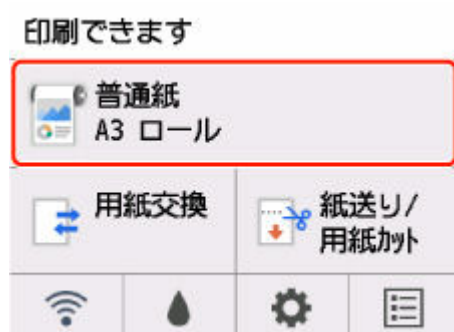 印刷できます
普通紙
A3 ロール
用紙交換
紙送り/
用紙カット